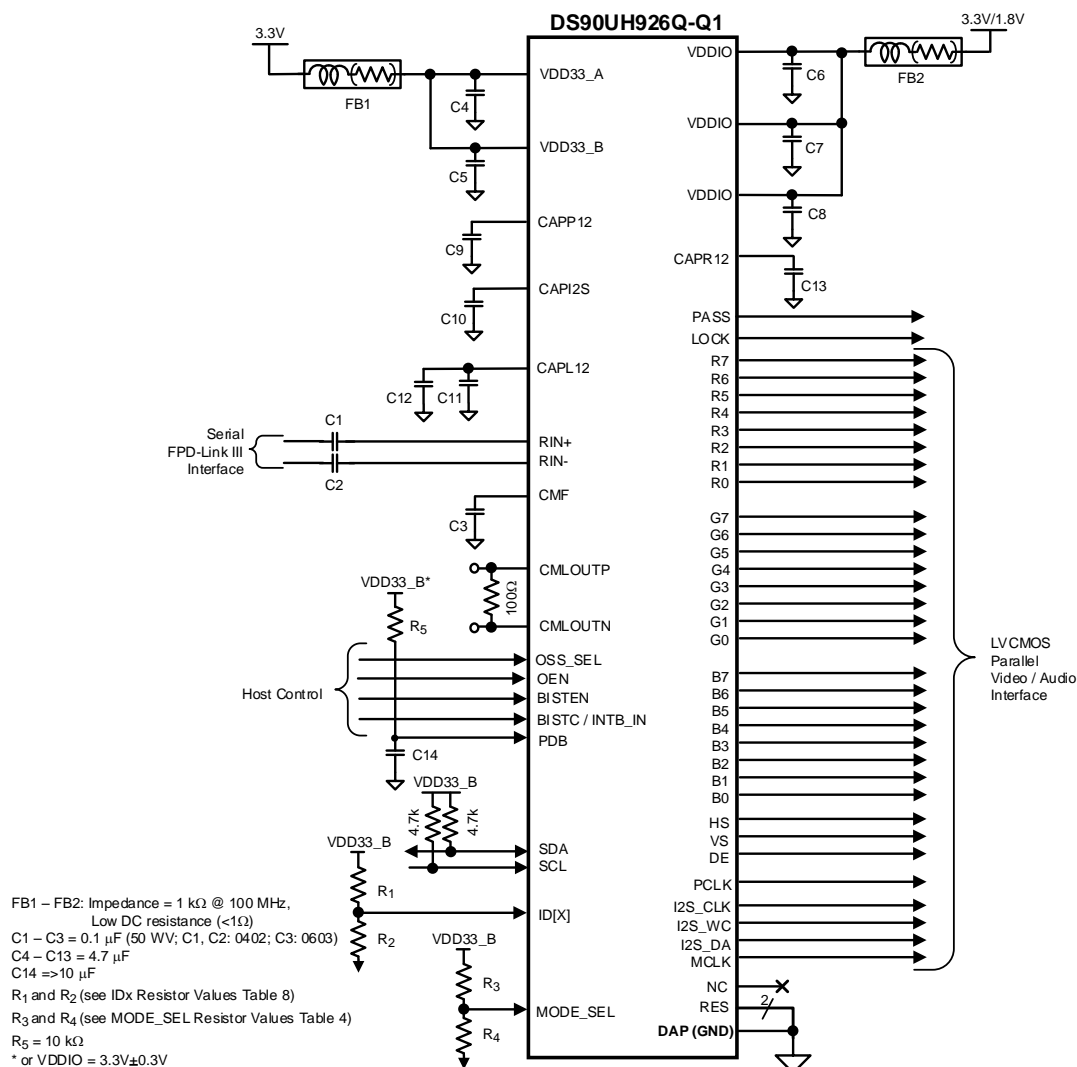 DS90UH926Q-Q1
3.3V
FB1
C4
C5
VDD33_A
VDD33_B
3.3V/1.8V
FB2
VDDIO
C6
VDDIO
C7
VDDIO
C8
CAPP12
C9
CAPR12
C13
CAPI2S
C10
CAPL12
C12
C11
Serial
FPD-Link III
Interface
C1
C2
RIN+
RIN-
CMF
C3
CMLOUTP
100Ω
CMLOUTN
VDD33_B*
R5
Host Control
OSS_SEL
OEN
BISTEN
BISTC / INTB_IN
PDB
C14
VDD33_B
4.7k
4.7k
SDA
SCL
VDD33_B
R1
R2
ID[X]
VDD33_B
R3
R4
MODE_SEL
PASS
LOCK
R7
R6
R5
R4
R3
R2
R1
R0
G7
G6
G5
G4
G3
G2
G1
G0
B7
B6
B5
B4
B3
B2
B1
B0
HS
VS
DE
PCLK
I2S_CLK
I2S_WC
I2S_DA
MCLK
LVCMOS
Parallel
Video / Audio
Interface
NC
RES
2
DAP (GND)
FB1 – FB2: Impedance = 1 kΩ @ 100 MHz,
Low DC resistance (<1Ω)
C1 – C3 = 0.1 μF (50 WV; C1, C2: 0402; C3: 0603)
C4 – C13 = 4.7 μF
C14 =>10 μF
R1 and R2 (see IDx Resistor Values Table 8)
R3 and R4 (see MODE_SEL Resistor Values Table 4)
R5 = 10 kΩ
* or VDDIO = 3.3V±0.3V